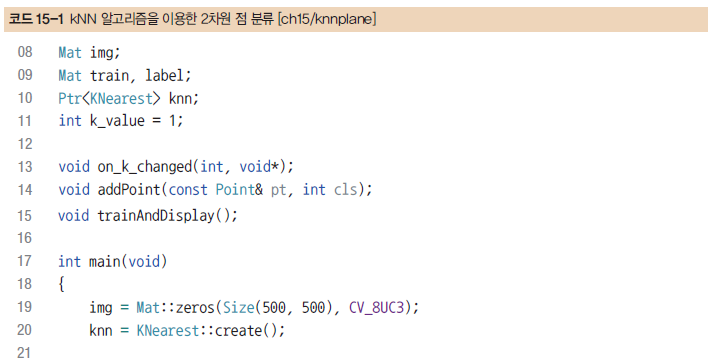 코드 15-1 kNN 알고리즘을 이용한 2차원 점 분류 [ch15/knnplane]
08 Mat img;
09 Mat train, label;
10 Ptr<KNearest> knn;
11 int k_value = 1;
12
13 void on_k_changed(int, void*);
14 void addPoint(const Point& pt, int cls);
15 void trainAndDisplay();
16
17 int main(void)
18 {
19 img = Mat::zeros(Size(500, 500), CV_8UC3);
20 knn = KNearest::create();
21